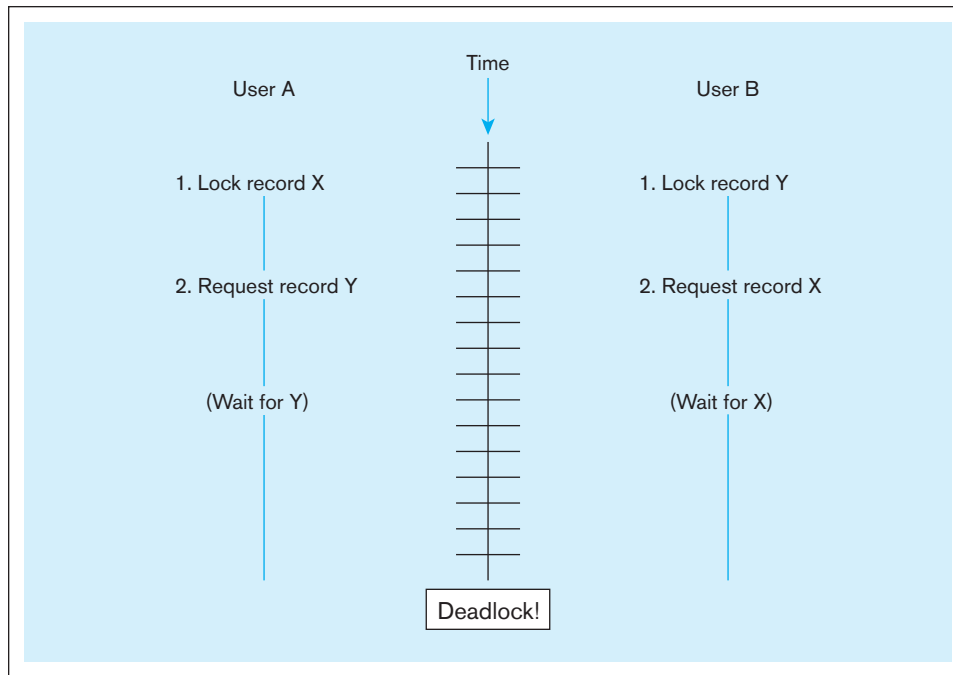 Time
User A
User B
1. Lock record X
1. Lock record Y
2. Request record Y
2. Request record X
(Wait for Y)
(Wait for X)
Deadlock!